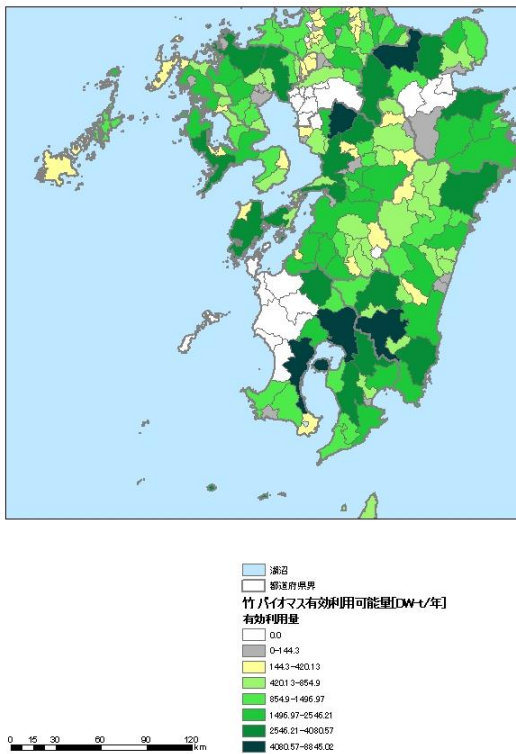 湖沼
都道府県界
竹バイオマス有効利用可能量[DW-t/年]
有効利用量
0.0
0-144.3
144.3-420.13
420.13-854.9
854.9-1496.97
1496.97-2546.21
2546.21-4080.57
4080.57-8845.02
0 15 30 60 90 120
km